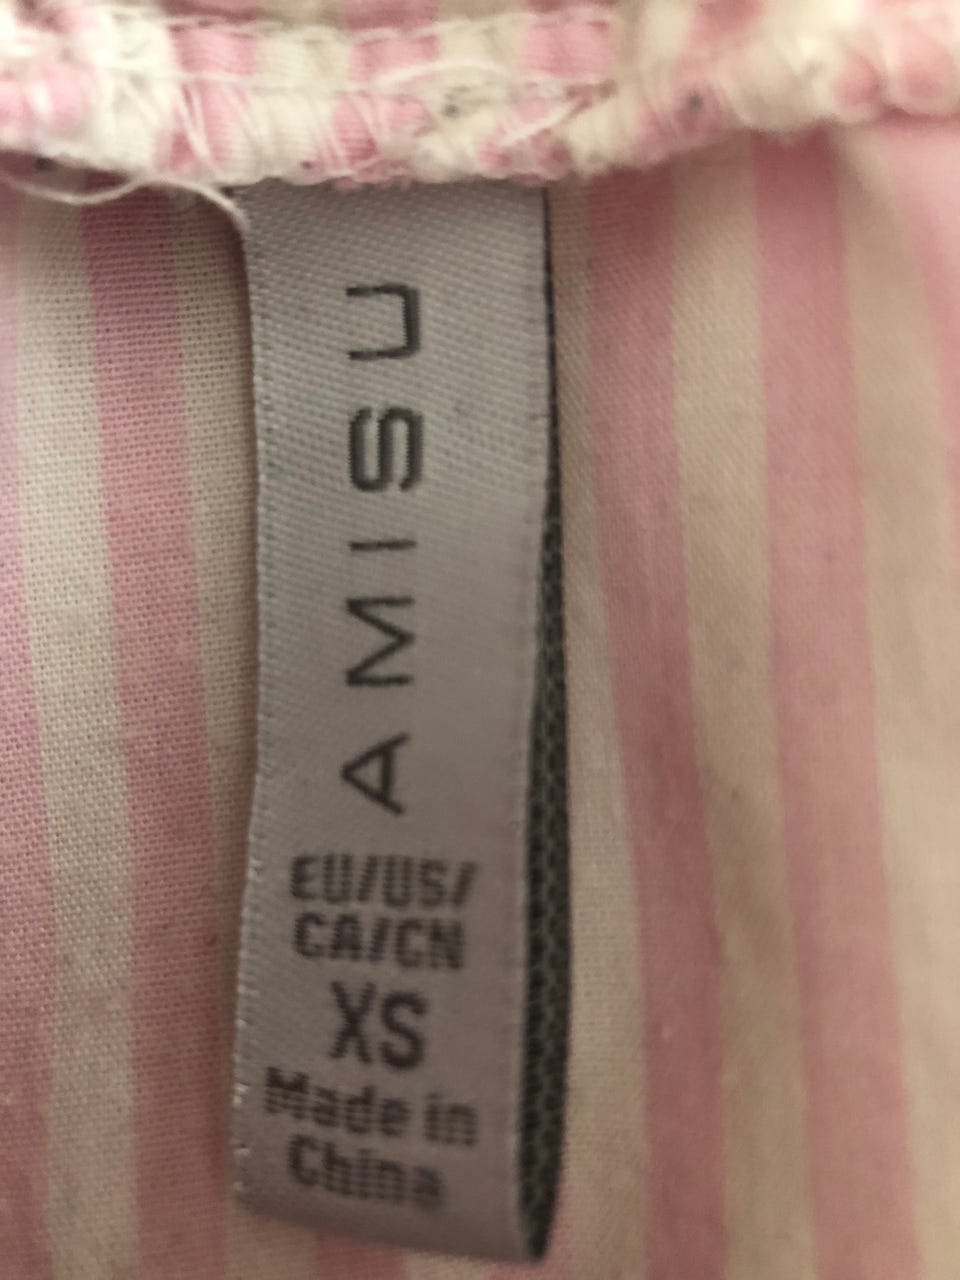 AMISU
EU/US/
CA/CN
XS
Made in
China